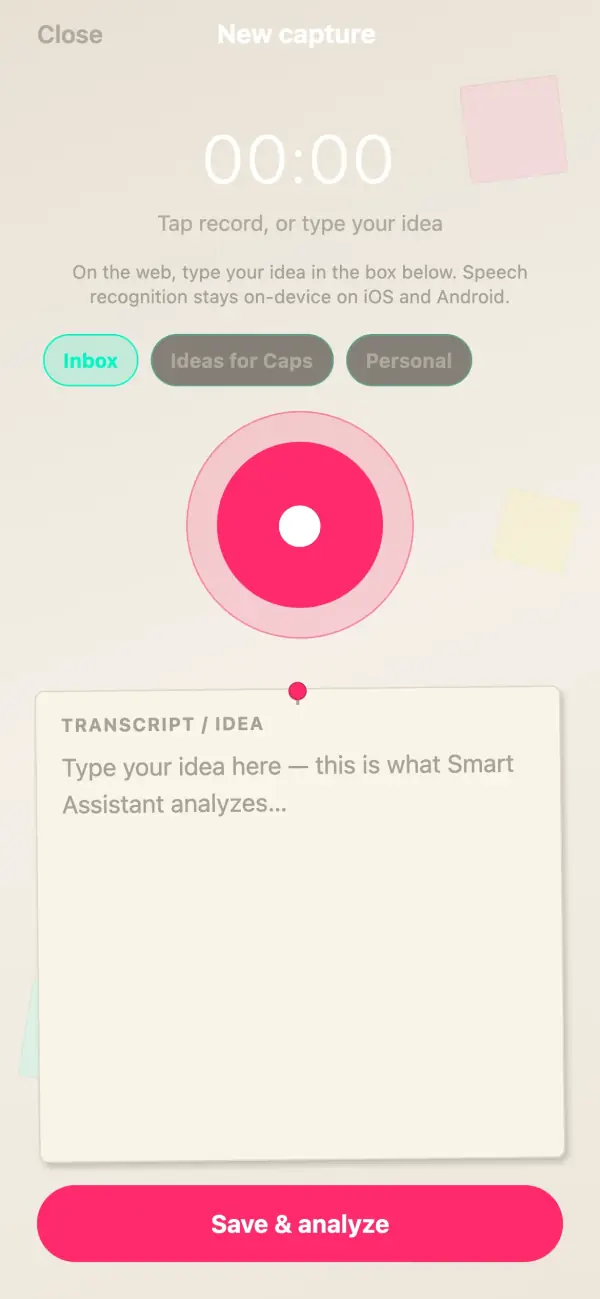 Close New capture
00:00
Tap record, or type your idea
On the web, type your idea in the box below. Speech
recognition stays on-device on iOS and Android.
Inbox Ideas for Caps Personal
TRANSCRIPT / IDEA
Type your idea here — this is what Smart
Assistant analyzes...
Save & analyze